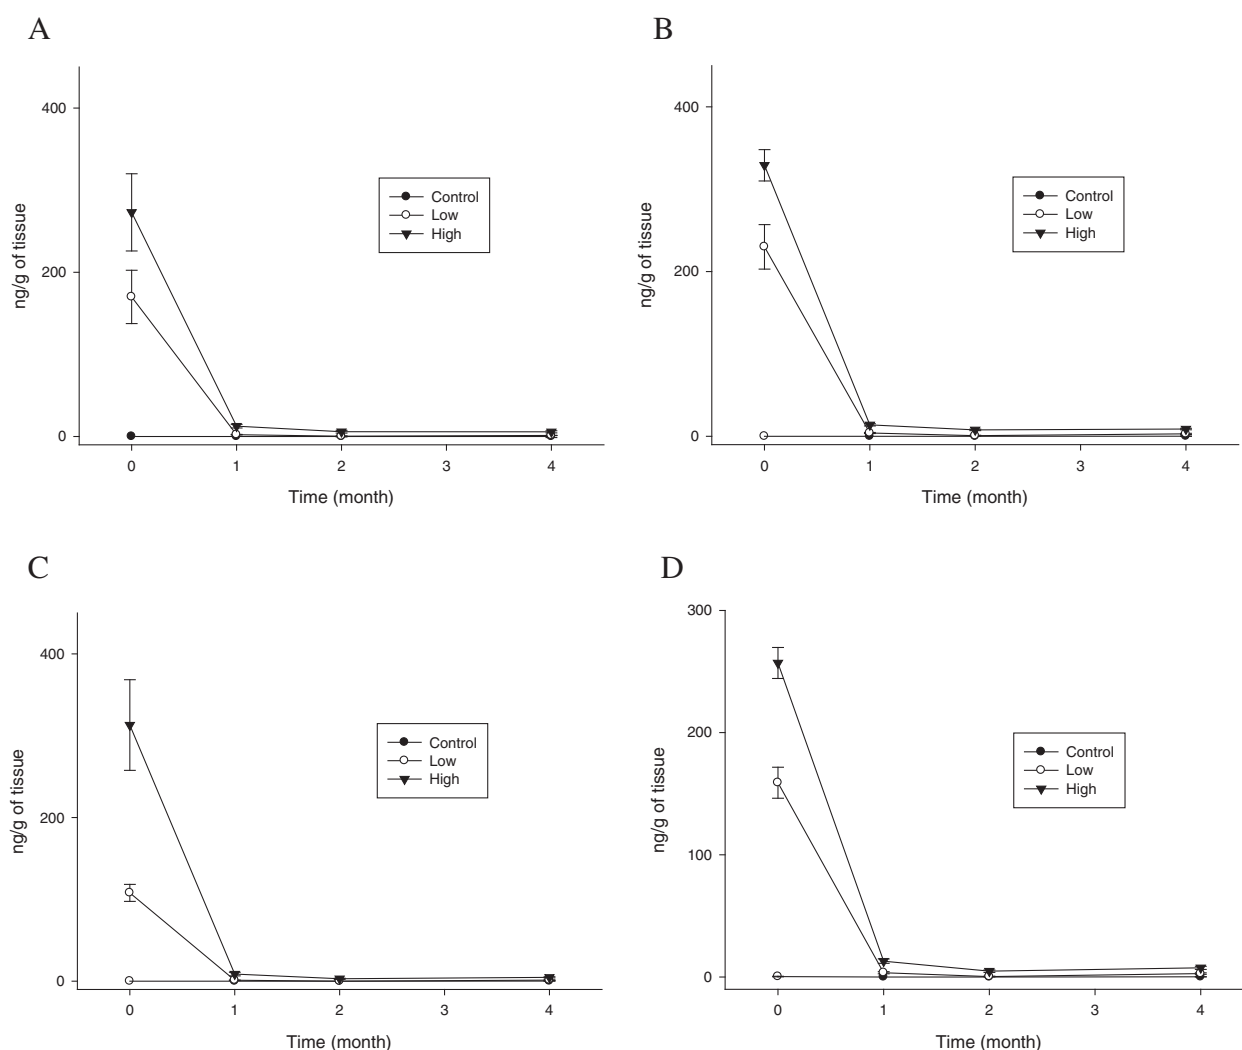 A
400
200
0
ng/g of tissue
Control
Low
High
0 1 2 3 4
Time (month)
B
400
200
0
ng/g of tissue
Control
Low
High
0 1 2 3 4
Time (month)
C
400
200
0
ng/g of tissue
Control
Low
High
0 1 2 3 4
Time (month)
D
300
200
100
0
ng/g of tissue
Control
Low
High
0 1 2 3 4
Time (month)